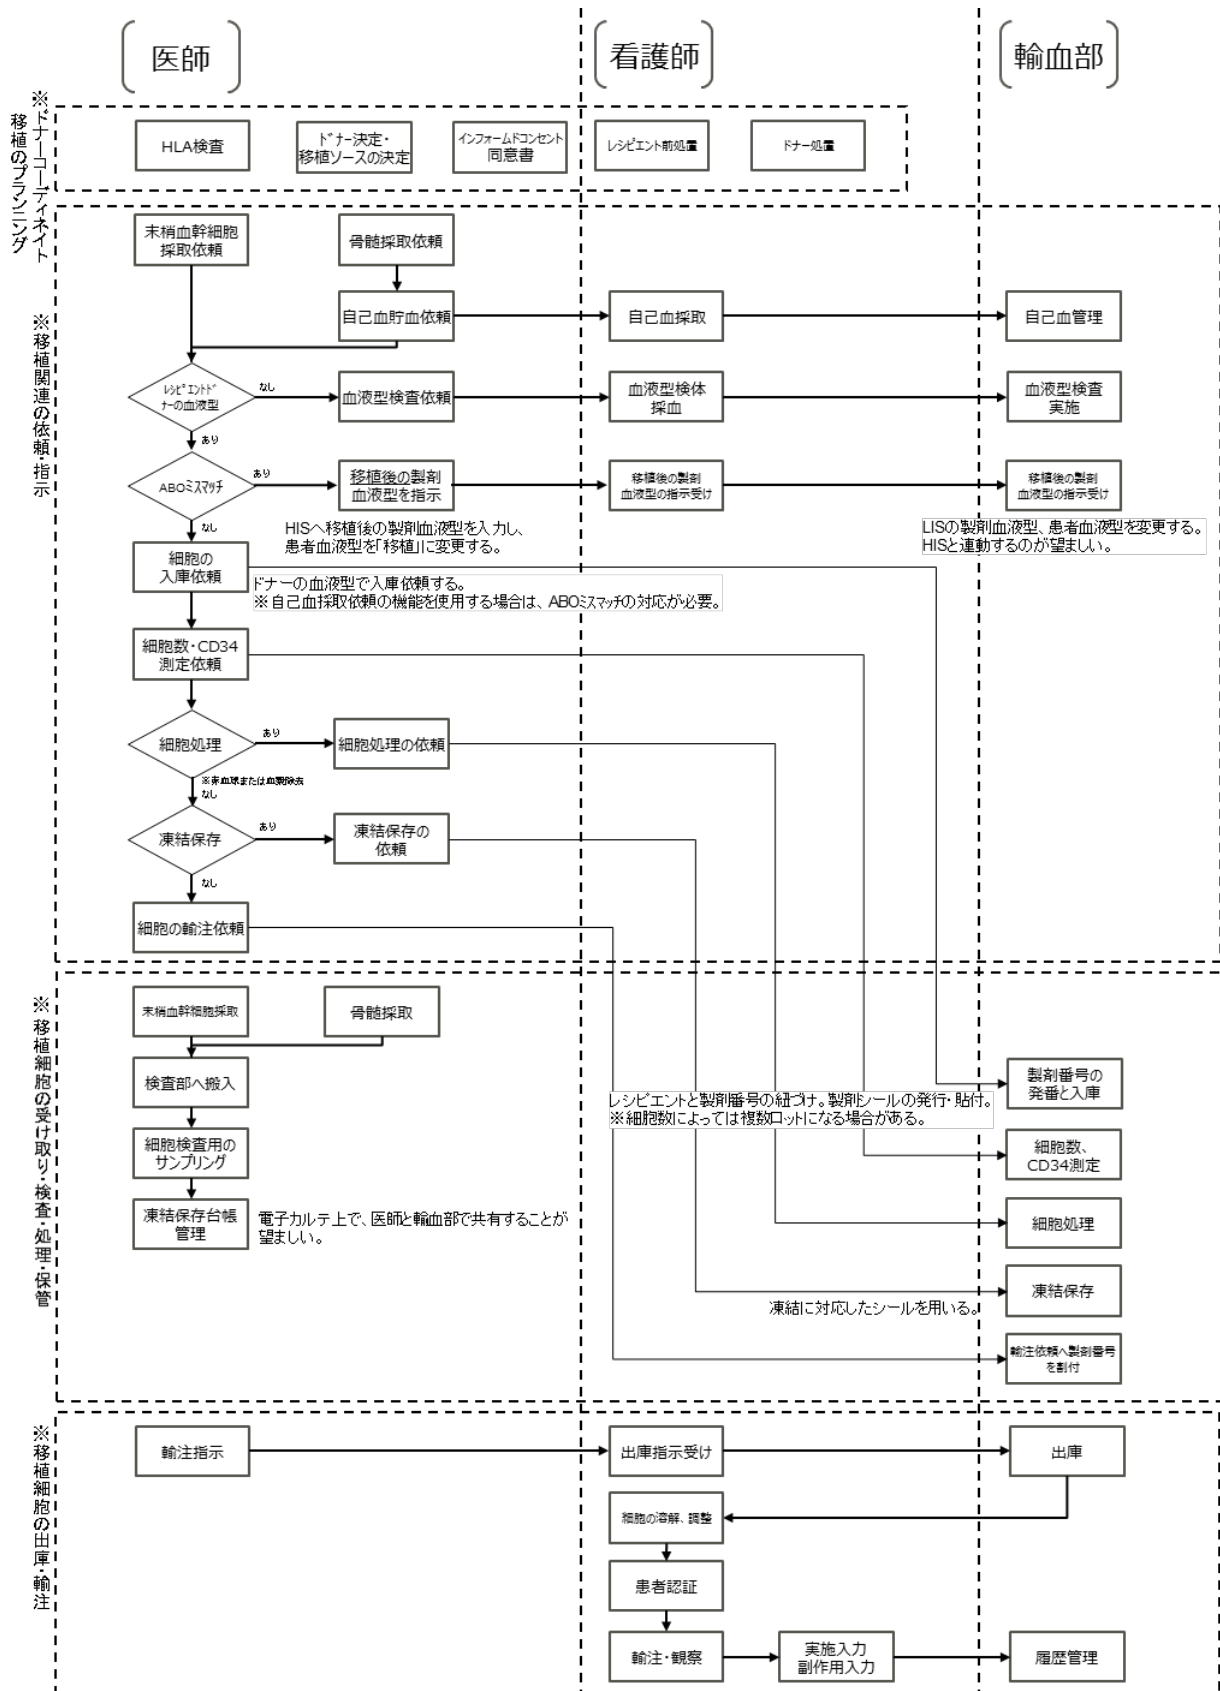 医師
看護師
輸血部
※ドナーコーディネイト
移植のプランニング
HLA検査
ドナー決定・
移植ソースの決定
インフォームドコンセント
同意書
レシピエント前処置
ドナー処置
※移植関連の依頼・指示
末梢血幹細胞
採取依頼
骨髄採取依頼
自己血貯血依頼
自己血採取
自己血管理
レシピエントド
ナーの血液型
なし
血液型検査依頼
血液型検体
採血
血液型検査
実施
あり
ABOミスマッチ
あり
移植後の製剤
血液型を指示
移植後の製剤
血液型の指示受け
移植後の製剤
血液型の指示受け
なし
HISへ移植後の製剤血液型を入力し、
患者血液型を「移植」に変更する。
LISの製剤血液型、患者血液型を変更する。
HISと連動するのが望ましい。
細胞の
入庫依頼
ドナーの血液型で入庫依頼する。
※自己血採取依頼の機能を使用する場合は、ABOミスマッチの対応が必要。
細胞数・CD34
測定依頼
細胞処理
あり
細胞処理の依頼
※赤血球または血漿除去
なし
凍結保存
あり
凍結保存の
依頼
なし
細胞の輸注依頼
※移植細胞の受け取り・検査・処理・保管
末梢血幹細胞採取
骨髄採取
検査部へ搬入
製剤番号の
発番と入庫
レシピエントと製剤番号の紐づけ。製剤シールの発行・貼付。
※細胞数によっては複数ロットになる場合がある。
細胞検査用の
サンプリング
細胞数、
CD34測定
凍結保存台帳
管理
電子カルテ上で、医師と輸血部で共有することが
望ましい。
細胞処理
凍結保存
凍結に対応したシールを用いる。
輸注依頼へ製剤番号
を割付
※移植細胞の出庫・輸注
輸注指示
出庫指示受け
出庫
細胞の溶解、調整
患者認証
輸注・観察
実施入力
副作用入力
履歴管理